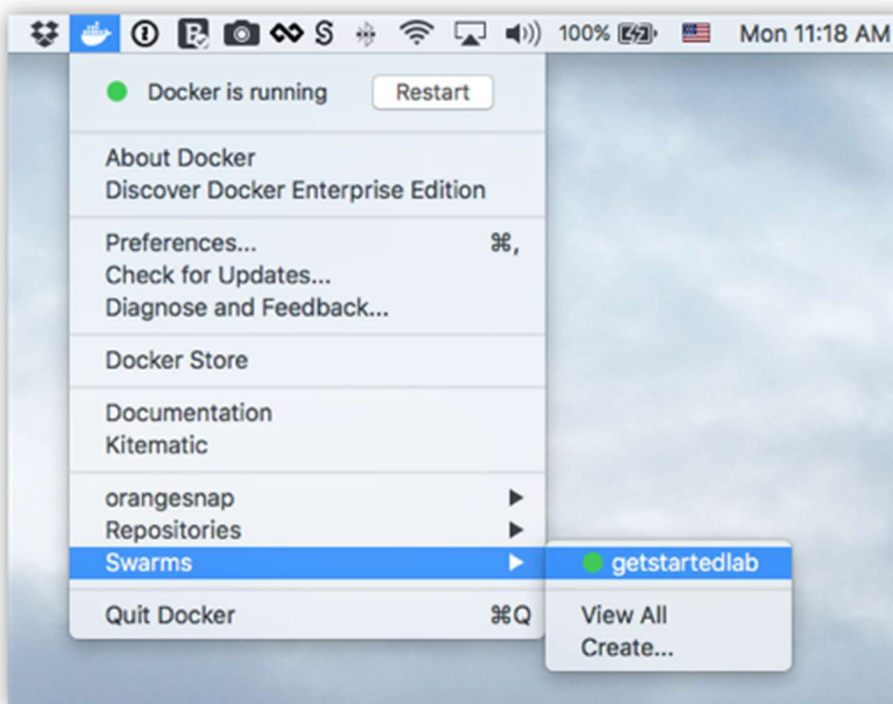 100% Mon 11:18 AM
Docker is running Restart
About Docker
Discover Docker Enterprise Edition
Preferences... ⌘,
Check for Updates...
Diagnose and Feedback...
Docker Store
Documentation
Kitematic
orangesnap
Repositories
Swarms
getstartedlab
Quit Docker ⌘Q
View All
Create...